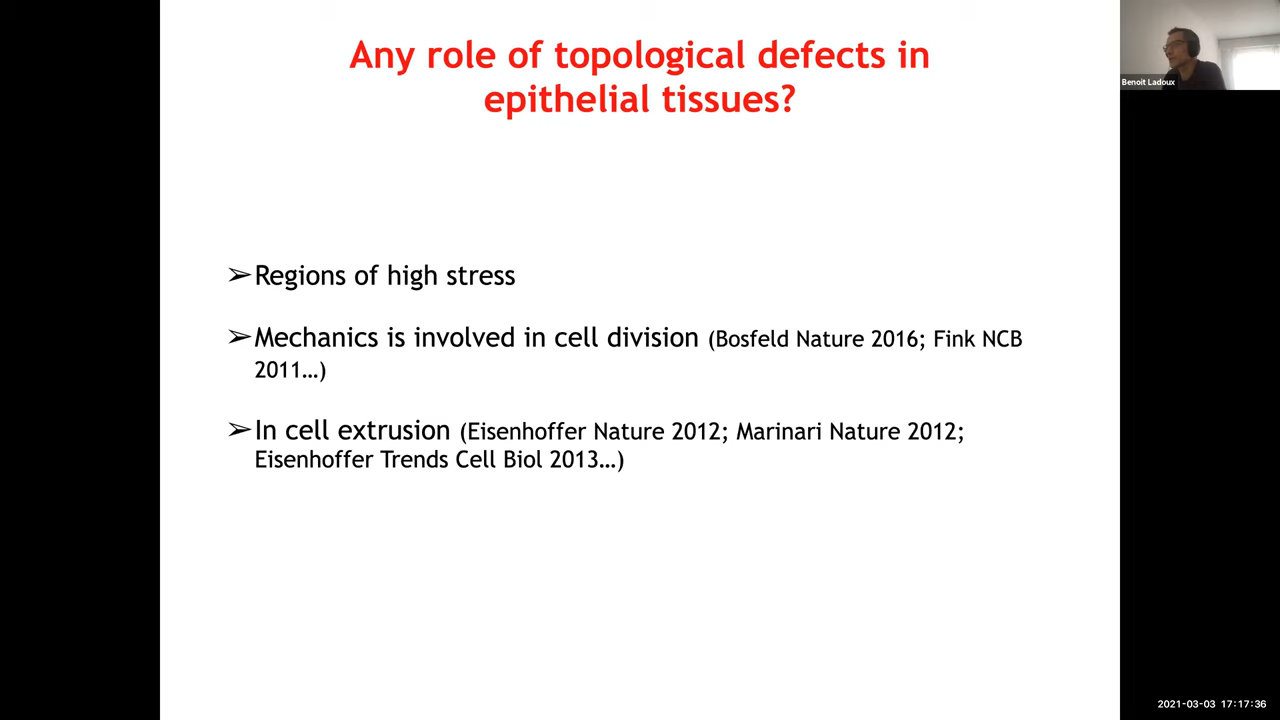 Any role of topological defects in
epithelial tissues?
Benoit Ladoux
➢Regions of high stress
➢Mechanics is involved in cell division (Bosfeld Nature 2016; Fink NCB
2011…)
➢In cell extrusion (Eisenhoffer Nature 2012; Marinari Nature 2012;
Eisenhoffer Trends Cell Biol 2013…)
2021-03-03 17:17:36